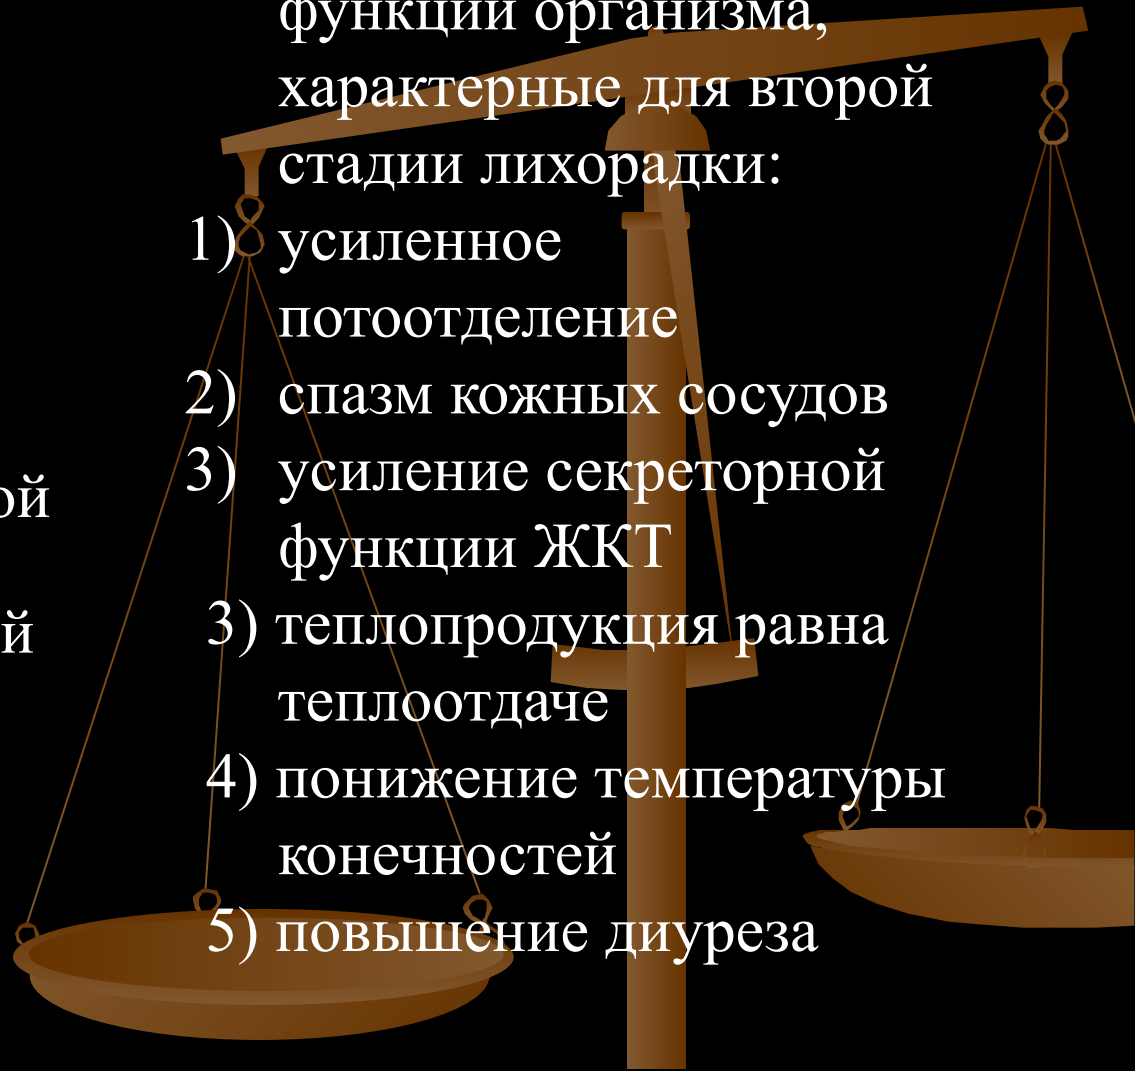 функции организма,
характерные для второй
стадии лихорадки:
1) усиленное
потоотделение
2) спазм кожных сосудов
3) усиление секреторной
функции ЖКТ
3) теплопродукция равна
теплоотдаче
4) понижение температуры
конечностей
5) повышение диуреза
ой
й